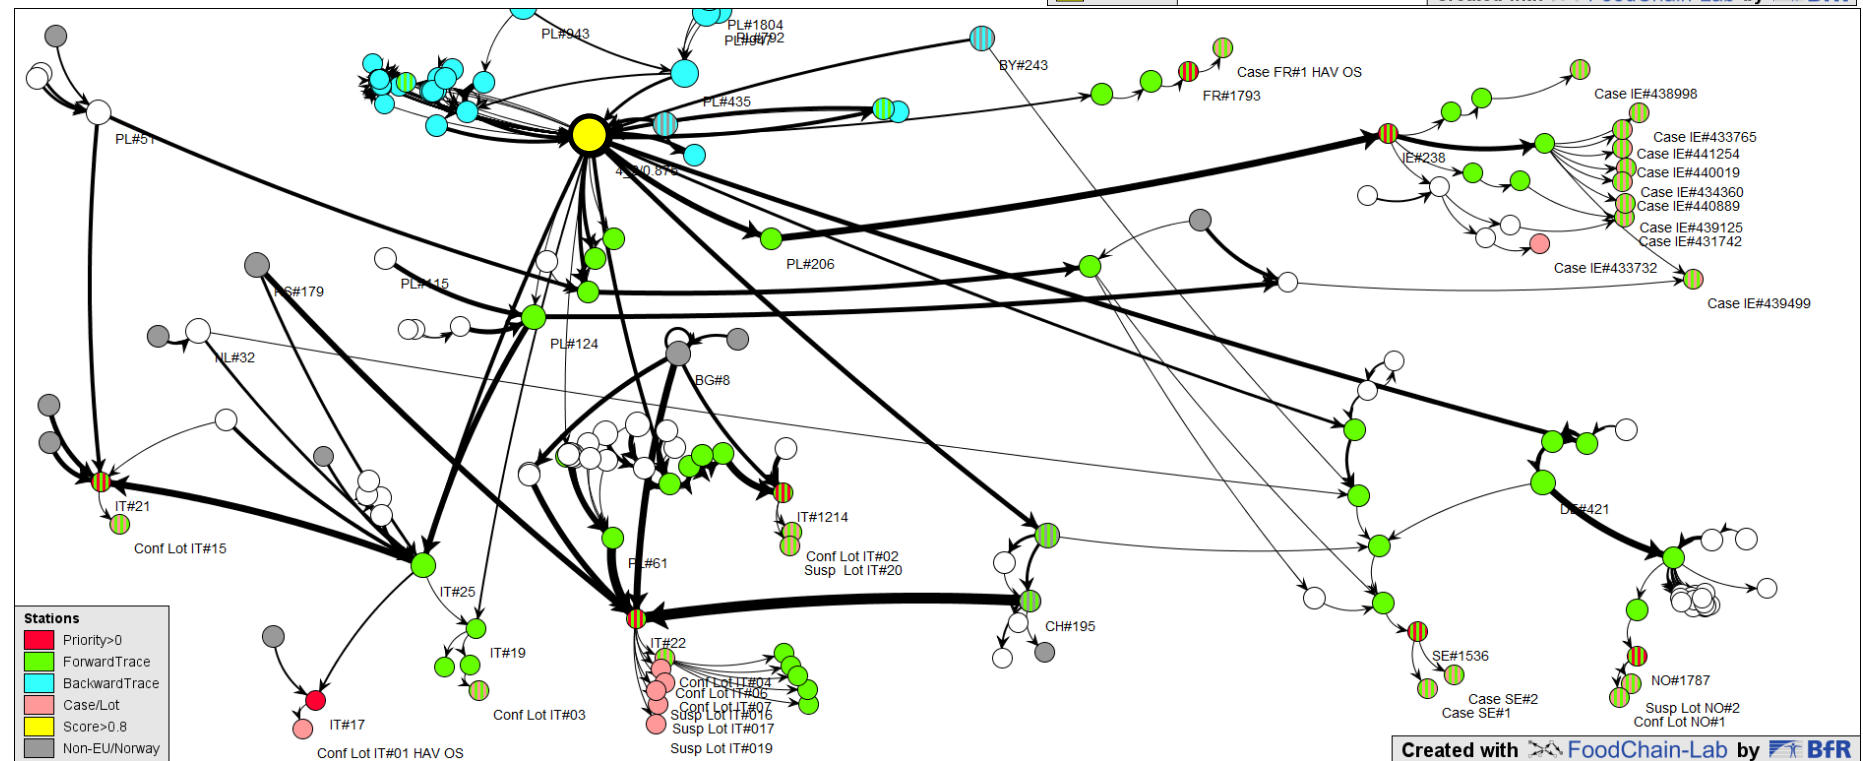 Created with FoodChain-Lab by BfR
PL#943
PL#1804
PL#792
BY#243
Case FR#1 HAV OS
FR#1793
Case IE#438998
PL#435
PL#51
Case IE#433765
IE#238
Case IE#441254
Case IE#440019
Case IE#434360
Case IE#440889
Case IE#439125
Case IE#431742
Case IE#433732
Case IE#439499
PL#206
PL#115
PL#124
NL#32
BG#8
IT#21
Conf Lot IT#15
IT#1214
Conf Lot IT#02
Susp Lot IT#20
PL#61
IT#25
IT#19
Conf Lot IT#03
IT#22
Conf Lot IT#04
Conf Lot IT#06
Conf Lot IT#07
Susp Lot IT#016
Susp Lot IT#017
Susp Lot IT#019
CH#195
DE#421
SE#1536
Case SE#2
Case SE#1
NO#1787
Susp Lot NO#2
Conf Lot NO#1
IT#17
Conf Lot IT#01 HAV OS
Stations
Priority>0
ForwardTrace
BackwardTrace
Case/Lot
Score>0.8
Non-EU/Norway
Created with FoodChain-Lab by BfR